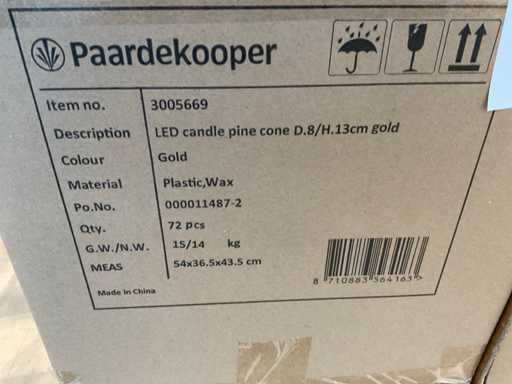 Paardekooper
Item no. 3005669
Description LED candle pine cone D.8/H.13cm gold
Colour Gold
Material Plastic,Wax
Po.No. 000011487-2
Qty. 72 pcs
G.W./N.W. 15/14 kg
MEAS 54x36.5x43.5 cm
Made in China
8 710883 564163 >